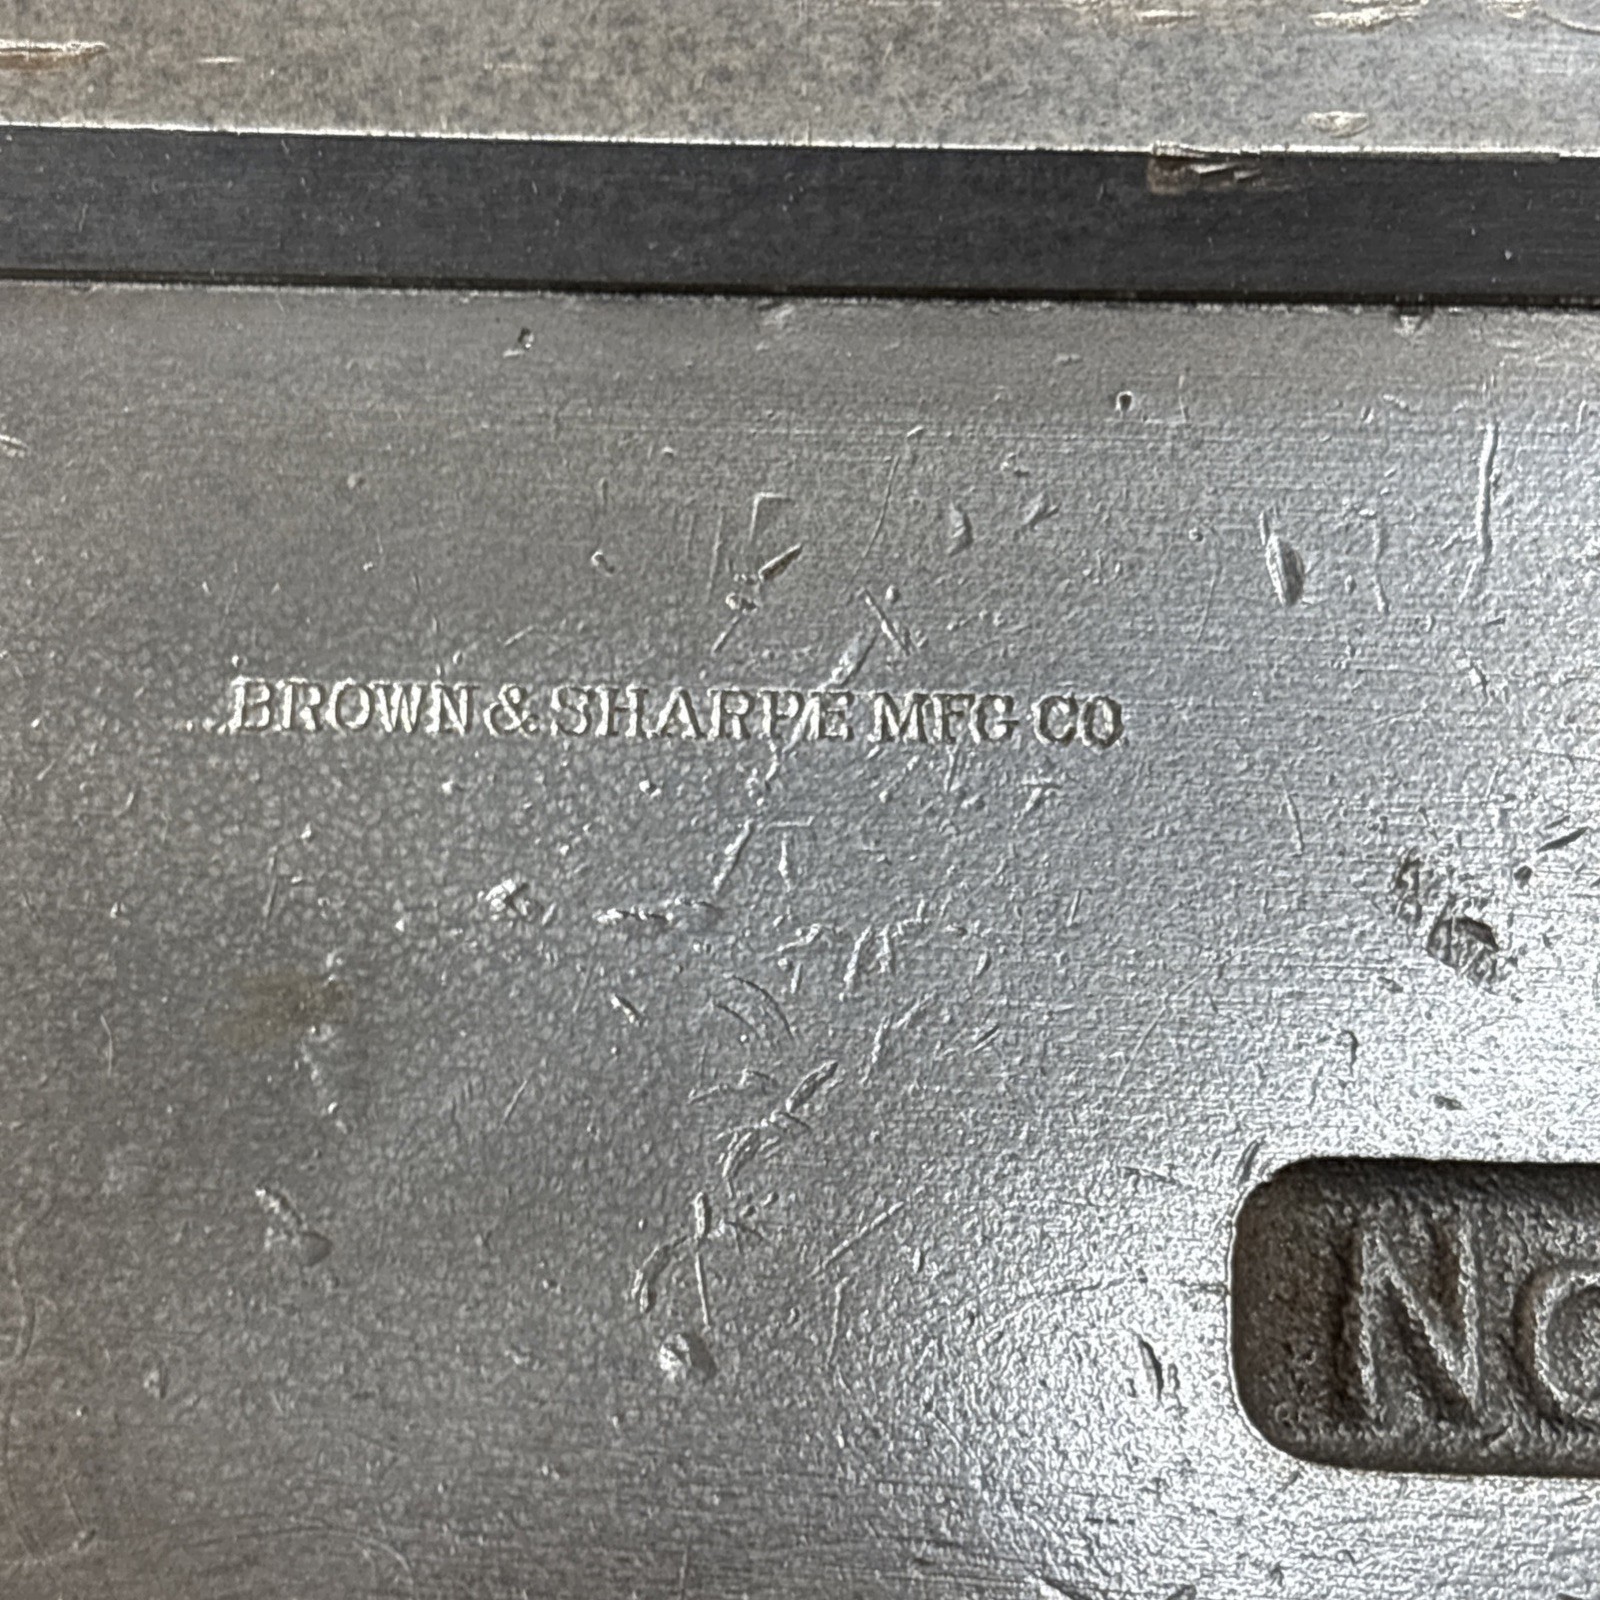 BROWN & SHARPE MFG CO.
No